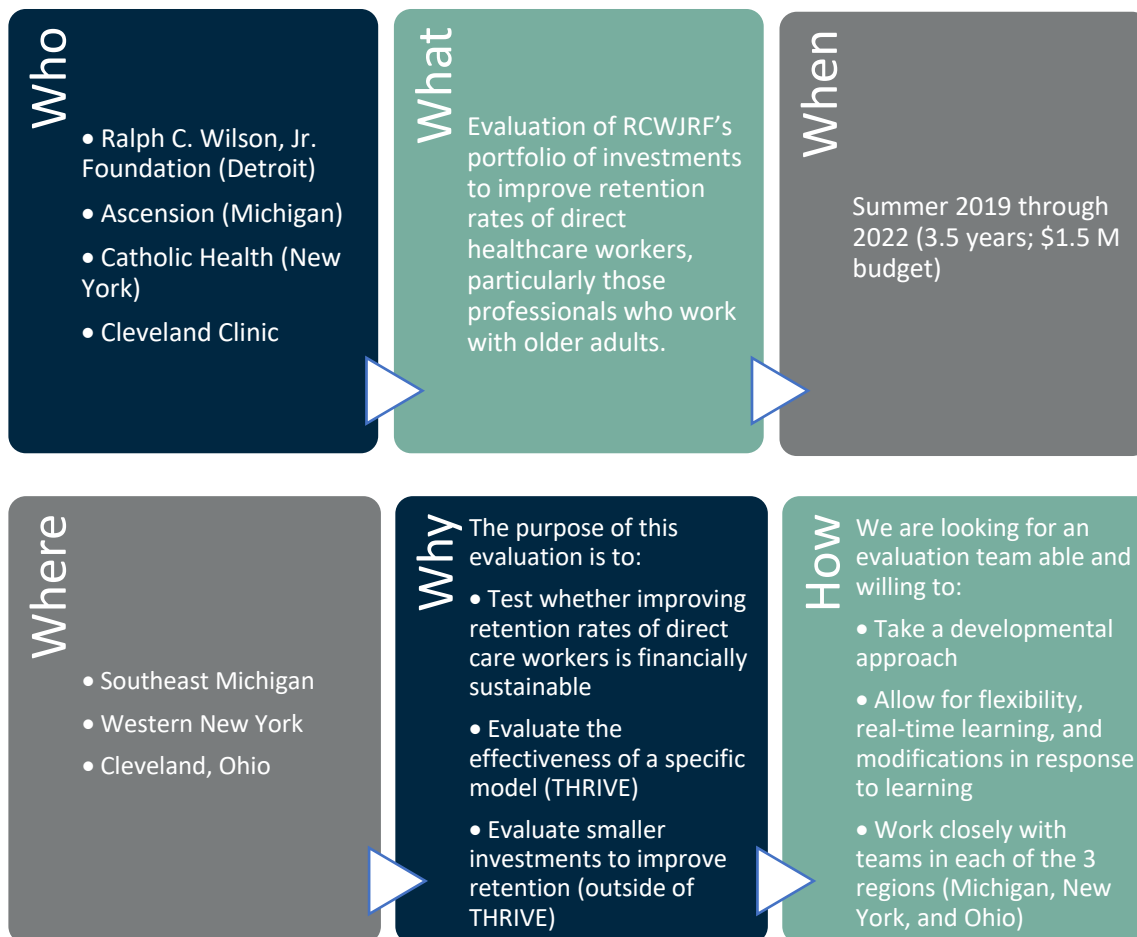 Who
• Ralph C. Wilson, Jr.
Foundation (Detroit)
• Ascension (Michigan)
• Catholic Health (New
York)
• Cleveland Clinic
What
Evaluation of RCWJRF’s
portfolio of investments
to improve retention
rates of direct
healthcare workers,
particularly those
professionals who work
with older adults.
When
Summer 2019 through
2022 (3.5 years; $1.5 M
budget)
Where
• Southeast Michigan
• Western New York
• Cleveland, Ohio
Why
The purpose of this
evaluation is to:
• Test whether improving
retention rates of direct
care workers is financially
sustainable
• Evaluate the
effectiveness of a specific
model (THRIVE)
• Evaluate smaller
investments to improve
retention (outside of
THRIVE)
How
We are looking for an
evaluation team able and
willing to:
• Take a developmental
approach
• Allow for flexibility,
real-time learning, and
modifications in response
to learning
• Work closely with
teams in each of the 3
regions (Michigan, New
York, and Ohio)